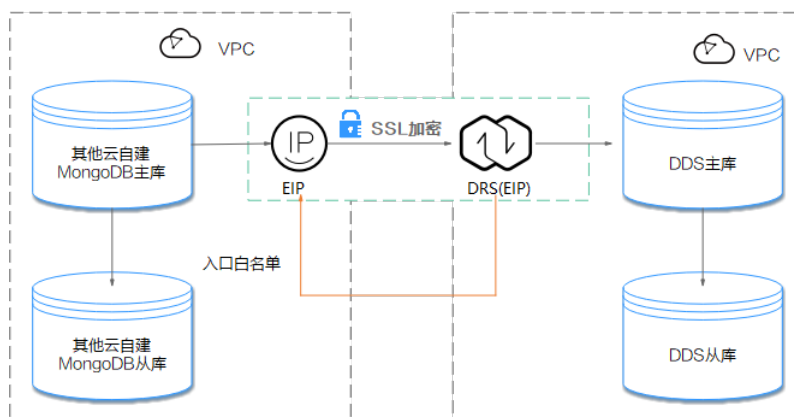 VPC
VPC
其他云自建
MongoDB主库
IP
EIP
SSL加密
DRS(EIP)
DDS主库
入口白名单
其他云自建
MongoDB从库
DDS从库